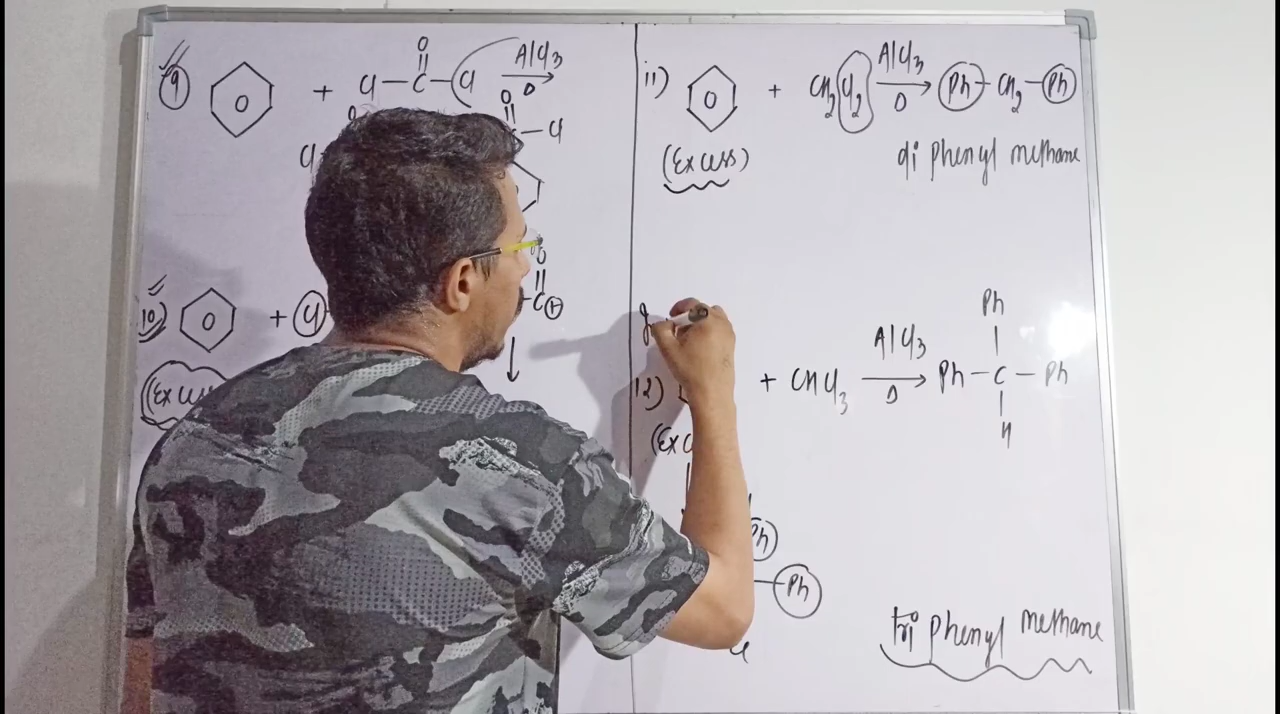 9
O
+ Cl—C—Cl AlCl3
Δ
O
C—Cl
Cl
10)
+ Cl
(Excess
C+
11)
+ CH2Cl2 AlCl3 Ph—CH2—Ph
Δ
(Excess)
di phenyl methane
12)
Ph
+ CHCl3 AlCl3 Ph—C—Ph
Δ
H
(Exc
Ph
Ph
tri phenyl methane